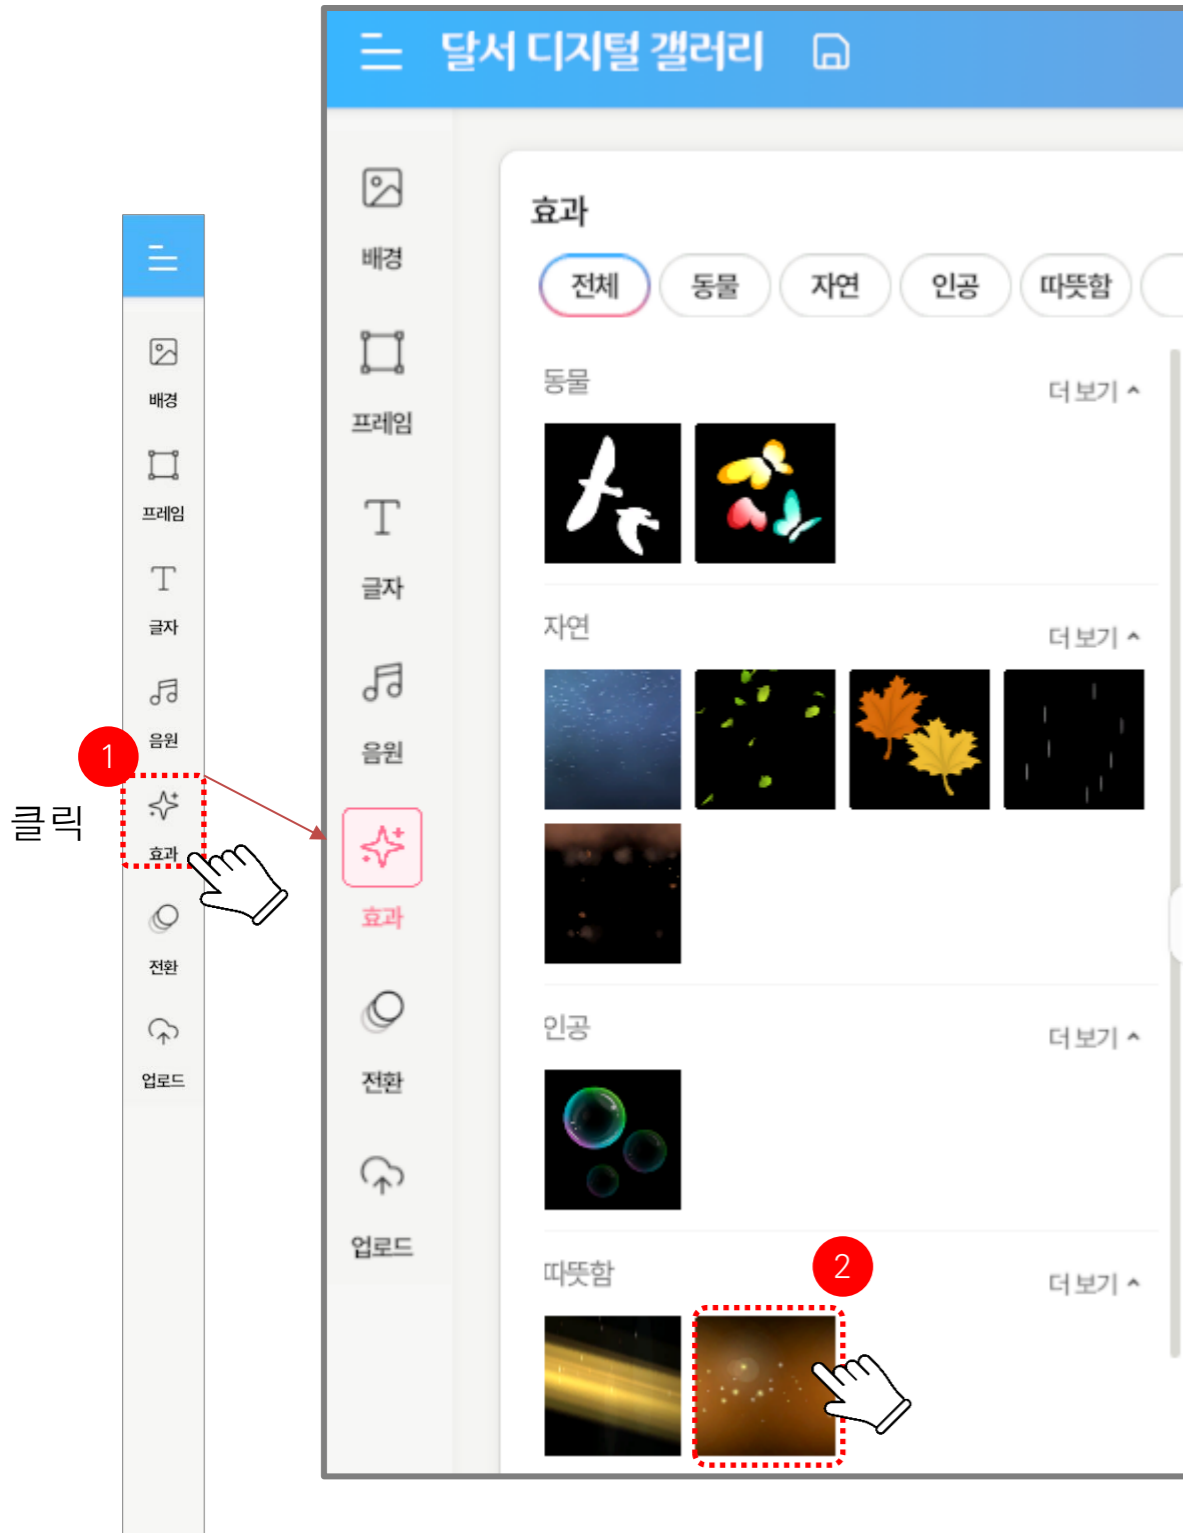 배경
프레임
글자
음원
1
클릭
효과
전환
업로드
달서 디지털 갤러리
배경
프레임
글자
음원
효과
전환
업로드
효과
전체 동물 자연 인공 따뜻함
동물 더보기
자연 더보기
인공 더보기
따뜻함 2 더보기